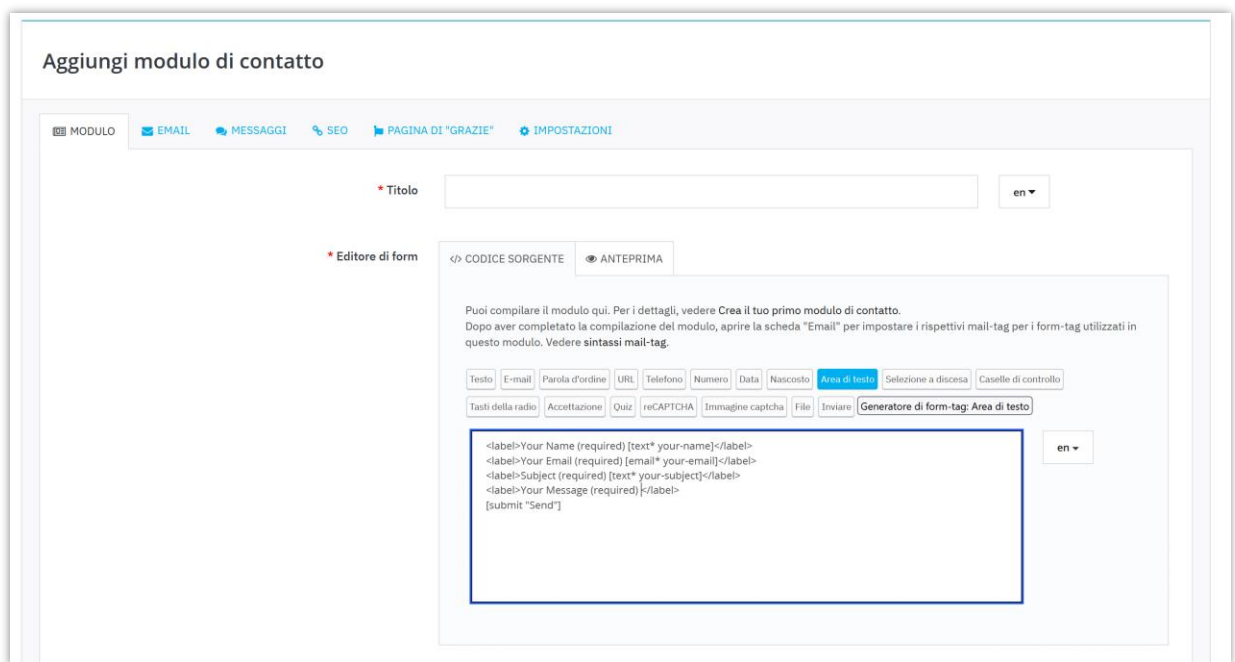 Aggiungi modulo di contatto
MODULO EMAIL MESSAGGI SEO PAGINA DI "GRAZIE" IMPOSTAZIONI
* Titolo
en
* Editore di form
</> CODICE SORGENTE ANTEPRIMA
Puoi compilare il modulo qui. Per i dettagli, vedere Crea il tuo primo modulo di contatto.
Dopo aver completato la compilazione del modulo, aprire la scheda "Email" per impostare i rispettivi mail-tag per i form-tag utilizzati in
questo modulo. Vedere sintassi mail-tag.
Testo E-mail Parola d'ordine URL Telefono Numero Data Nascosto Area di testo Selezione a discesa Caselle di controllo
Tasti della radio Accettazione Quiz reCAPTCHA Immagine captcha File Inviare Generatore di form-tag: Area di testo
<label>Your Name (required) [text* your-name]</label>
<label>Your Email (required) [email* your-email]</label>
<label>Subject (required) [text* your-subject]</label>
<label>Your Message (required) </label>
[submit "Send"]
en